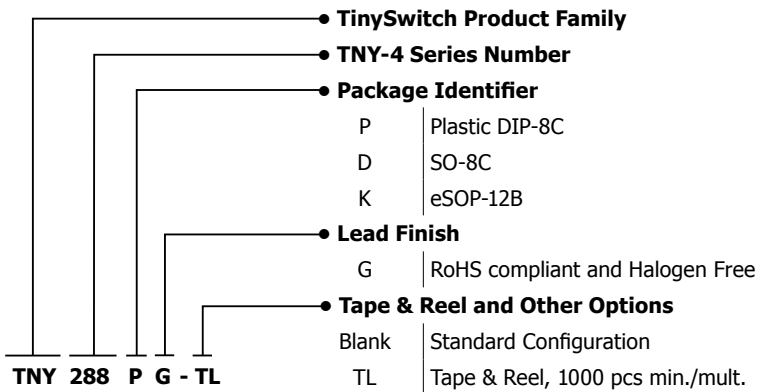 TinySwitch Product Family
TNY-4 Series Number
Package Identifier
P Plastic DIP-8C
D SO-8C
K eSOP-12B
Lead Finish
G RoHS compliant and Halogen Free
Tape & Reel and Other Options
Blank Standard Configuration
TL Tape & Reel, 1000 pcs min./mult.
TNY 288 P G - TL